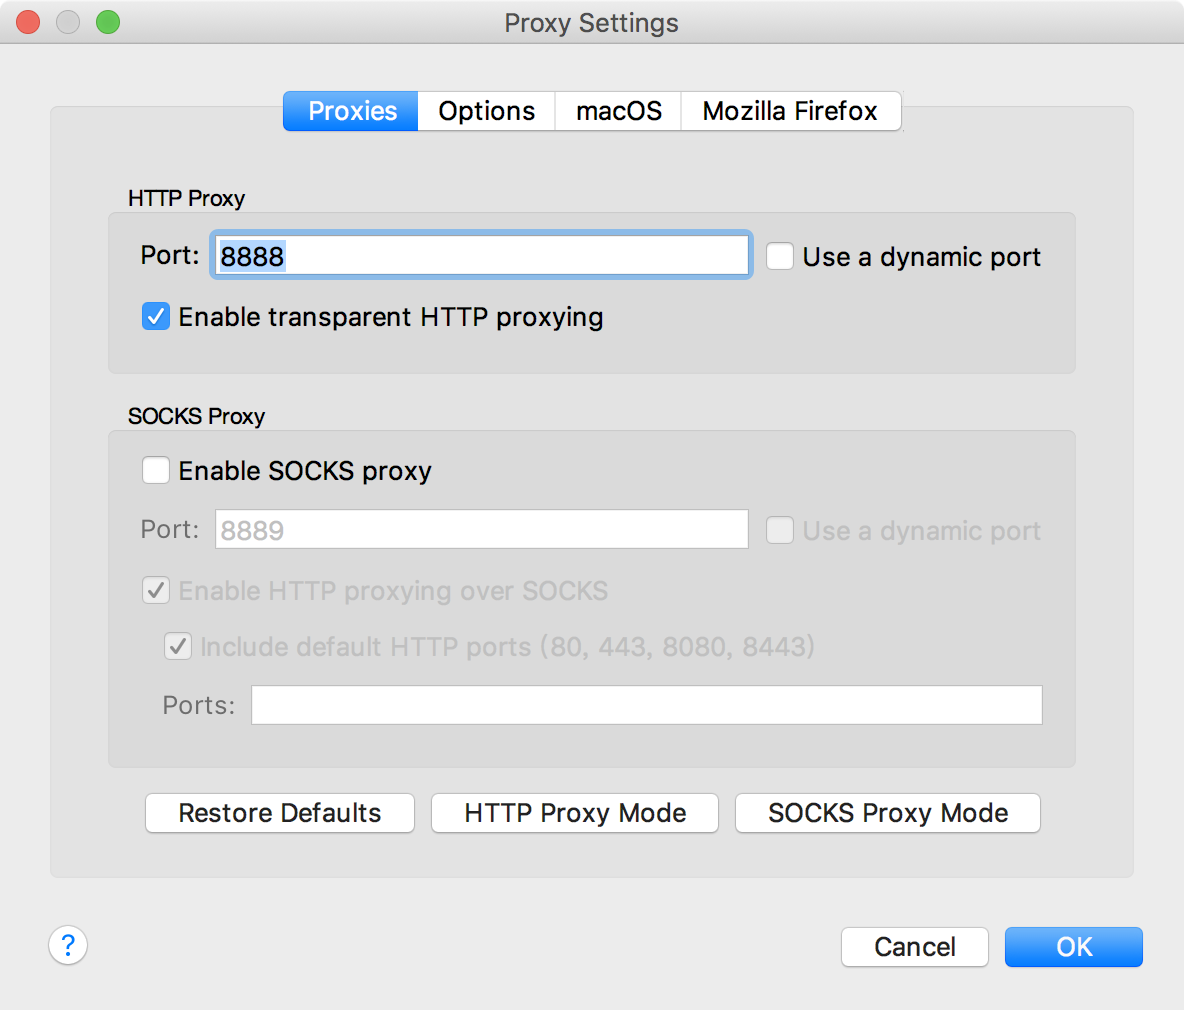 Proxy Settings
Proxies Options macOS Mozilla Firefox
HTTP Proxy
Port: 8888 Use a dynamic port
Enable transparent HTTP proxying
SOCKS Proxy
Enable SOCKS proxy
Port: 8889 Use a dynamic port
Enable HTTP proxying over SOCKS
Include default HTTP ports (80, 443, 8080, 8443)
Ports:
Restore Defaults HTTP Proxy Mode SOCKS Proxy Mode
? Cancel OK